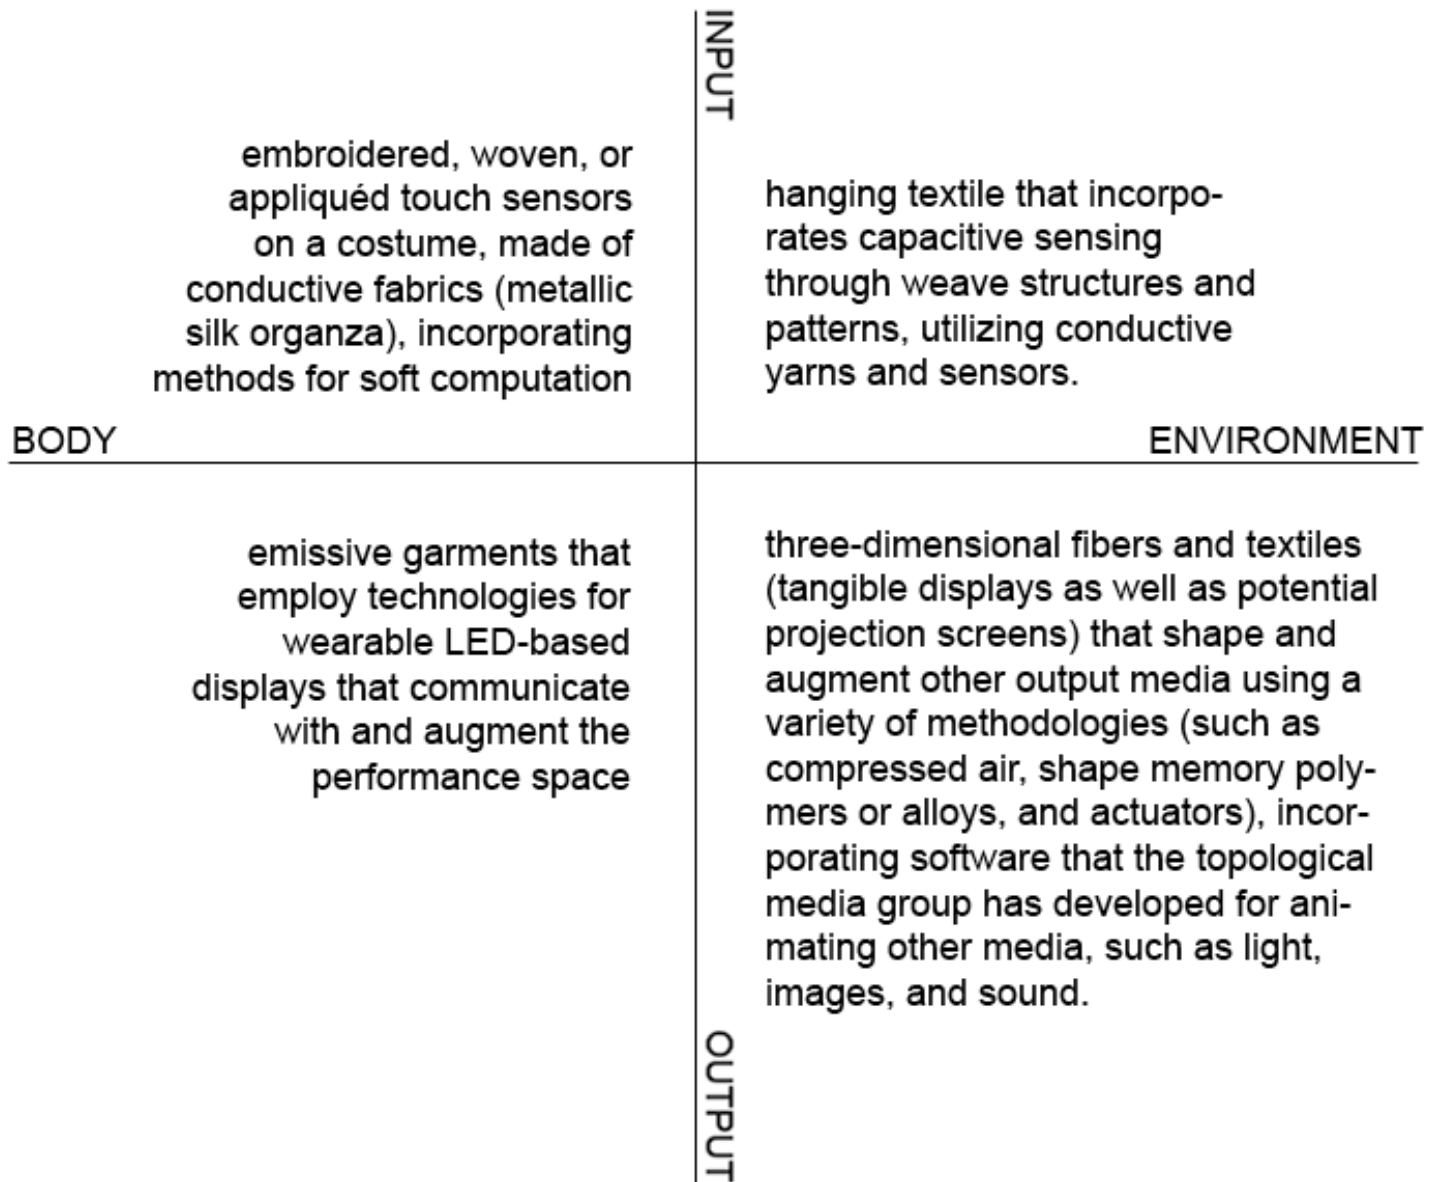 INPUT
embroidered, woven, or
appliquéd touch sensors
on a costume, made of
conductive fabrics (metallic
silk organza), incorporating
methods for soft computation
hanging textile that incorpo-
rates capacitive sensing
through weave structures and
patterns, utilizing conductive
yarns and sensors.
BODY
ENVIRONMENT
emissive garments that
employ technologies for
wearable LED-based
displays that communicate
with and augment the
performance space
three-dimensional fibers and textiles
(tangible displays as well as potential
projection screens) that shape and
augment other output media using a
variety of methodologies (such as
compressed air, shape memory poly-
mers or alloys, and actuators), incor-
porating software that the topological
media group has developed for ani-
mating other media, such as light,
images, and sound.
OUTPUT